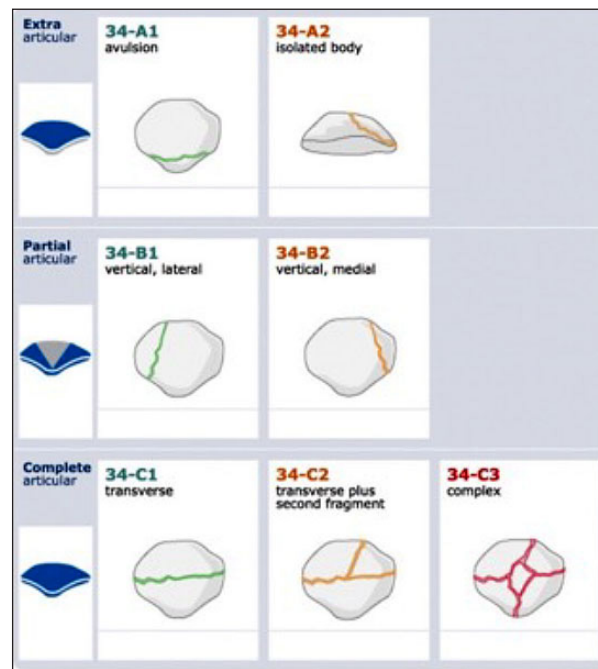 Extra
articular
34-A1
avulsion
34-A2
isolated body
Partial
articular
34-B1
vertical, lateral
34-B2
vertical, medial
Complete
articular
34-C1
transverse
34-C2
transverse plus
second fragment
34-C3
complex